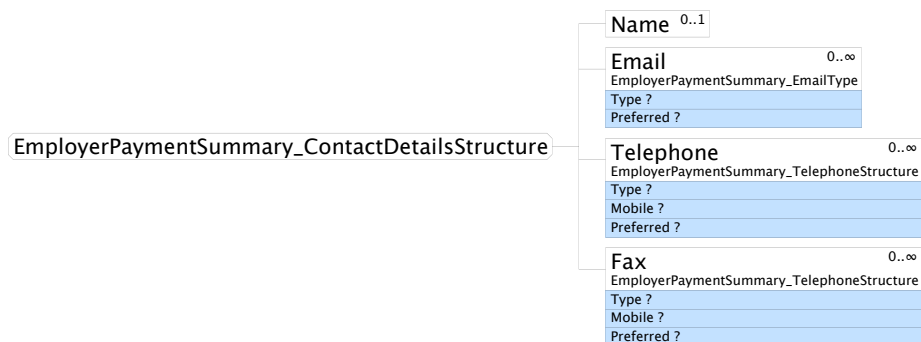 Name 0..1
Email 0..∞
EmployerPaymentSummary_EmailType
Type ?
Preferred ?
EmployerPaymentSummary_ContactDetailsStructure
Telephone 0..∞
EmployerPaymentSummary_TelephoneStructure
Type ?
Mobile ?
Preferred ?
Fax 0..∞
EmployerPaymentSummary_TelephoneStructure
Type ?
Mobile ?
Preferred ?